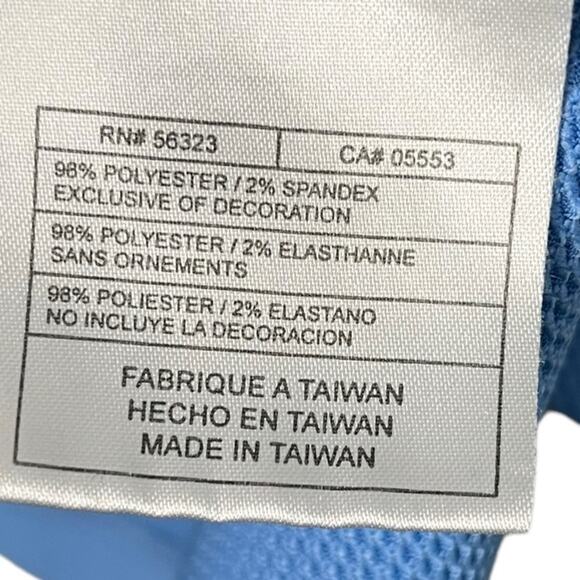 RN# 56323
CA# 05553
98% POLYESTER / 2% SPANDEX
EXCLUSIVE OF DECORATION
98% POLYESTER / 2% ELASTHANNE
SANS ORNEMENTS
98% POLIESTER / 2% ELASTANO
NO INCLUYE LA DECORACION
FABRIQUE A TAIWAN
HECHO EN TAIWAN
MADE IN TAIWAN